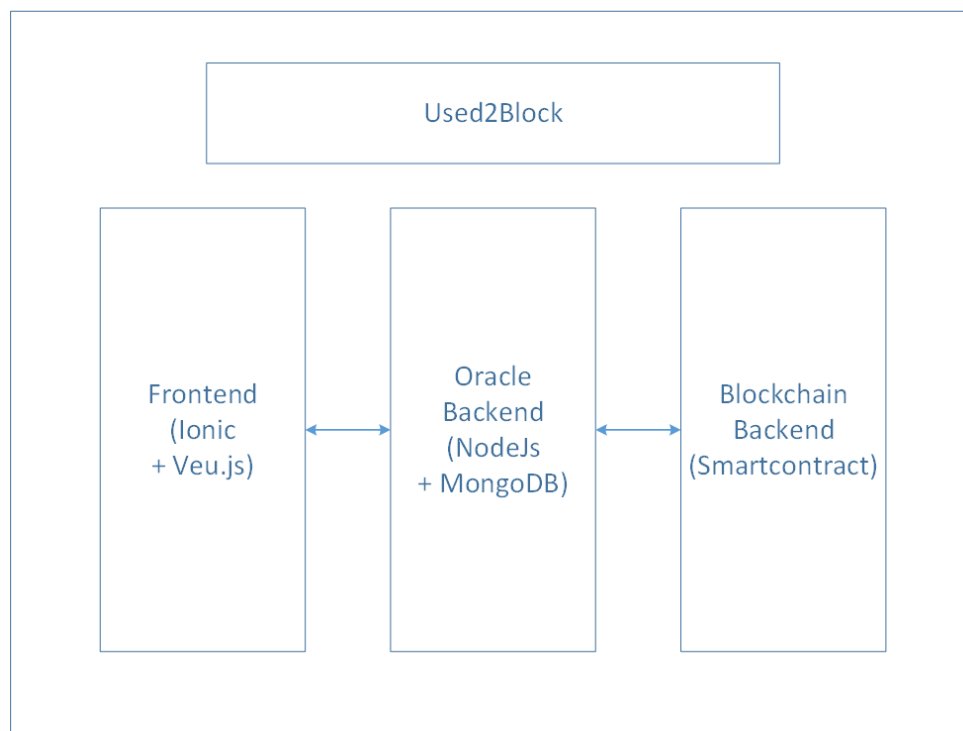 Used2Block
Frontend
(Ionic
+ Veu.js)
Oracle
Backend
(NodeJs
+ MongoDB)
Blockchain
Backend
(Smartcontract)